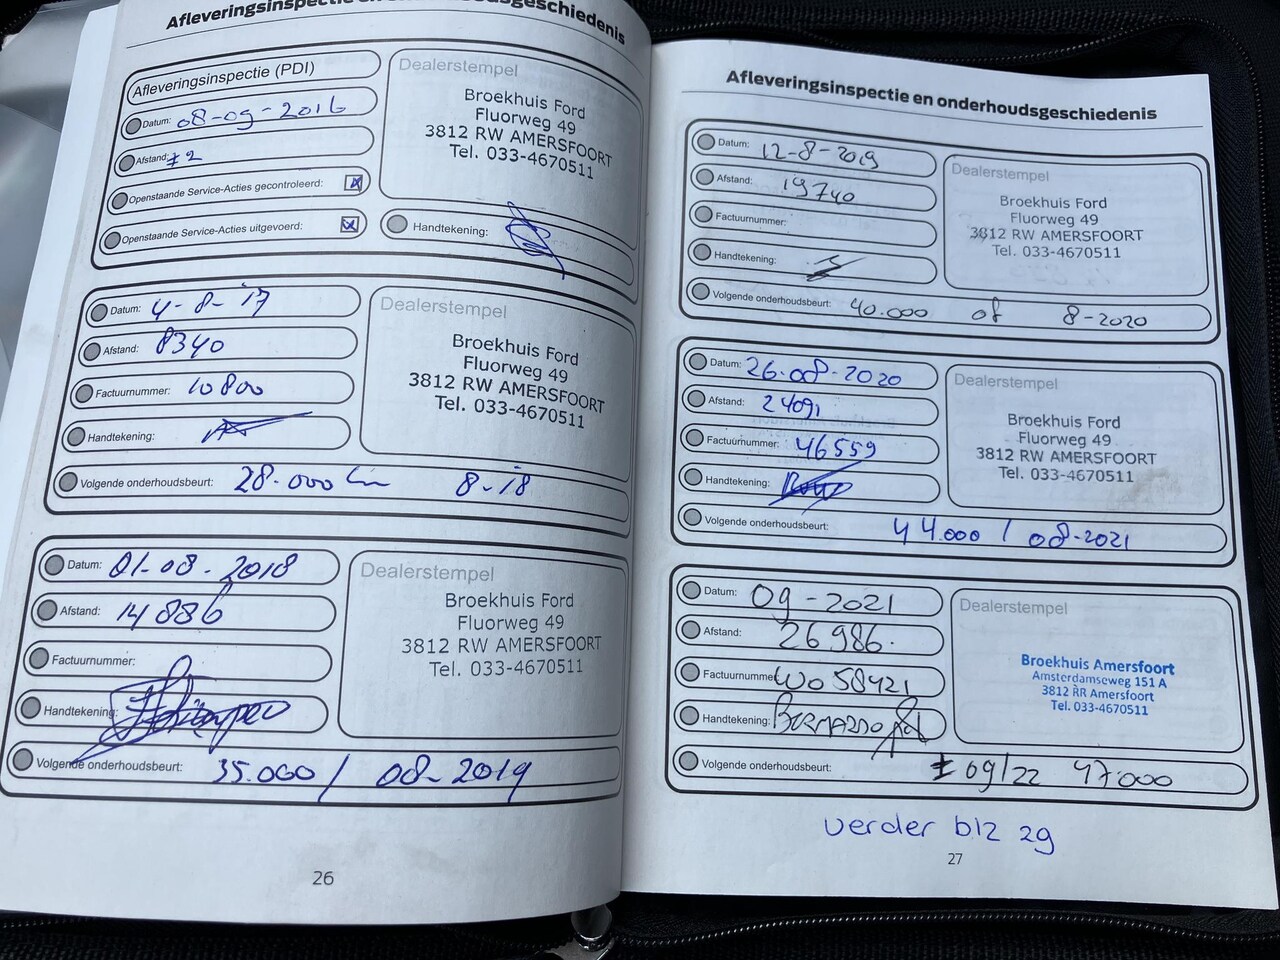 Afleveringsinspectie en onderhoudsgeschiedenis
Afleveringsinspectie (PDI)
Datum: 08-09-2016
Afstand: ± 2
Openstaande Service-Acties gecontroleerd:
Openstaande Service-Acties uitgevoerd:
Dealerstempel
Broekhuis Ford
Fluorweg 49
3812 RW AMERSFOORT
Tel. 033-4670511
Handtekening:
Datum: 4-8-'17
Afstand: 8340
Factuurnummer: 10800
Handtekening:
Volgende onderhoudsbeurt: 28.000 km 8-'18
Dealerstempel
Broekhuis Ford
Fluorweg 49
3812 RW AMERSFOORT
Tel. 033-4670511
Datum: 01-08-2018
Afstand: 14886
Factuurnummer:
Handtekening:
Volgende onderhoudsbeurt: 35.000 / 08-2019
Dealerstempel
Broekhuis Ford
Fluorweg 49
3812 RW AMERSFOORT
Tel. 033-4670511
26
Afleveringsinspectie en onderhoudsgeschiedenis
Datum: 12-8-2019
Afstand: 19740
Factuurnummer:
Handtekening:
Volgende onderhoudsbeurt: 40.000 of 8-2020
Dealerstempel
Broekhuis Ford
Fluorweg 49
3812 RW AMERSFOORT
Tel. 033-4670511
Datum: 26-08-2020
Afstand: 24091
Factuurnummer: 46559
Handtekening:
Volgende onderhoudsbeurt: 44.000 / 08-2021
Dealerstempel
Broekhuis Ford
Fluorweg 49
3812 RW AMERSFOORT
Tel. 033-4670511
Datum: 09-2021
Afstand: 26986.
Factuurnummer: WO58421
Handtekening:
Volgende onderhoudsbeurt: ± 09/22 47.000
Dealerstempel
Broekhuis Amersfoort
Amsterdamseweg 151 A
3812 RR Amersfoort
Tel. 033-4670511
verder blz 29
27